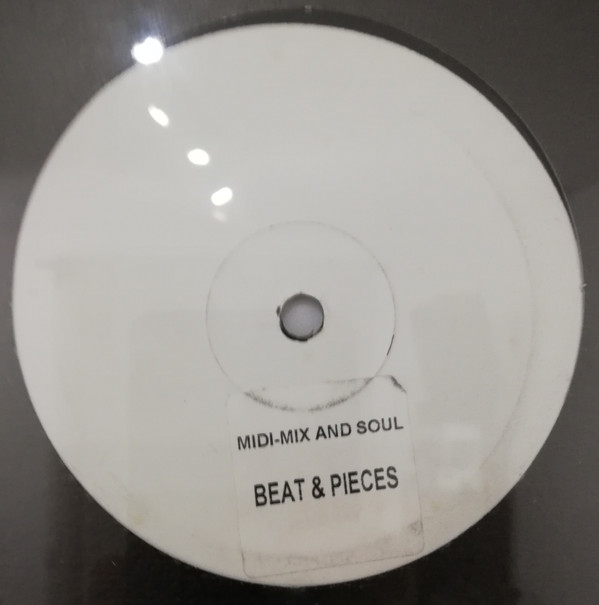 MIDI-MIX AND SOUL
BEAT & PIECES